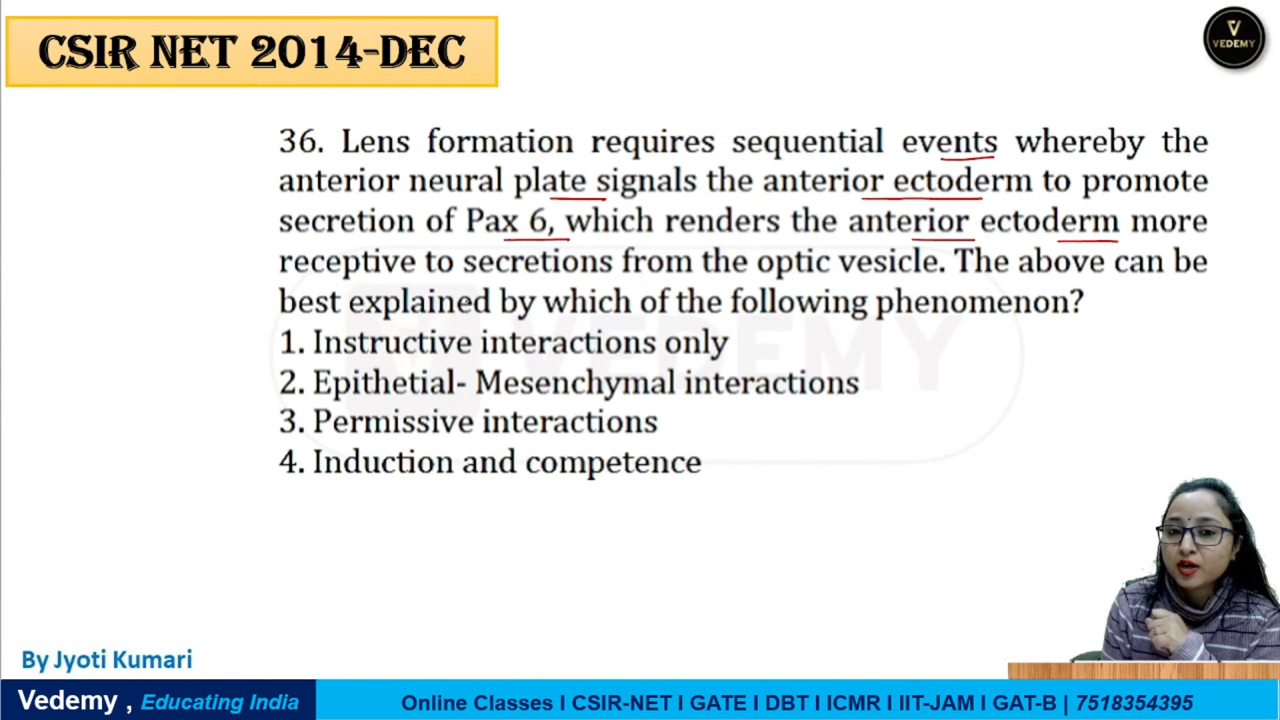 CSIR NET 2014-DEC
V
VEDEMY
36. Lens formation requires sequential events whereby the
anterior neural plate signals the anterior ectoderm to promote
secretion of Pax 6, which renders the anterior ectoderm more
receptive to secretions from the optic vesicle. The above can be
best explained by which of the following phenomenon?
1. Instructive interactions only
2. Epithetial- Mesenchymal interactions
3. Permissive interactions
4. Induction and competence
VEDEMY
By Jyoti Kumari
Vedemy , Educating India
Online Classes I CSIR-NET I GATE I DBT I ICMR I IIT-JAM I GAT-B | 7518354395